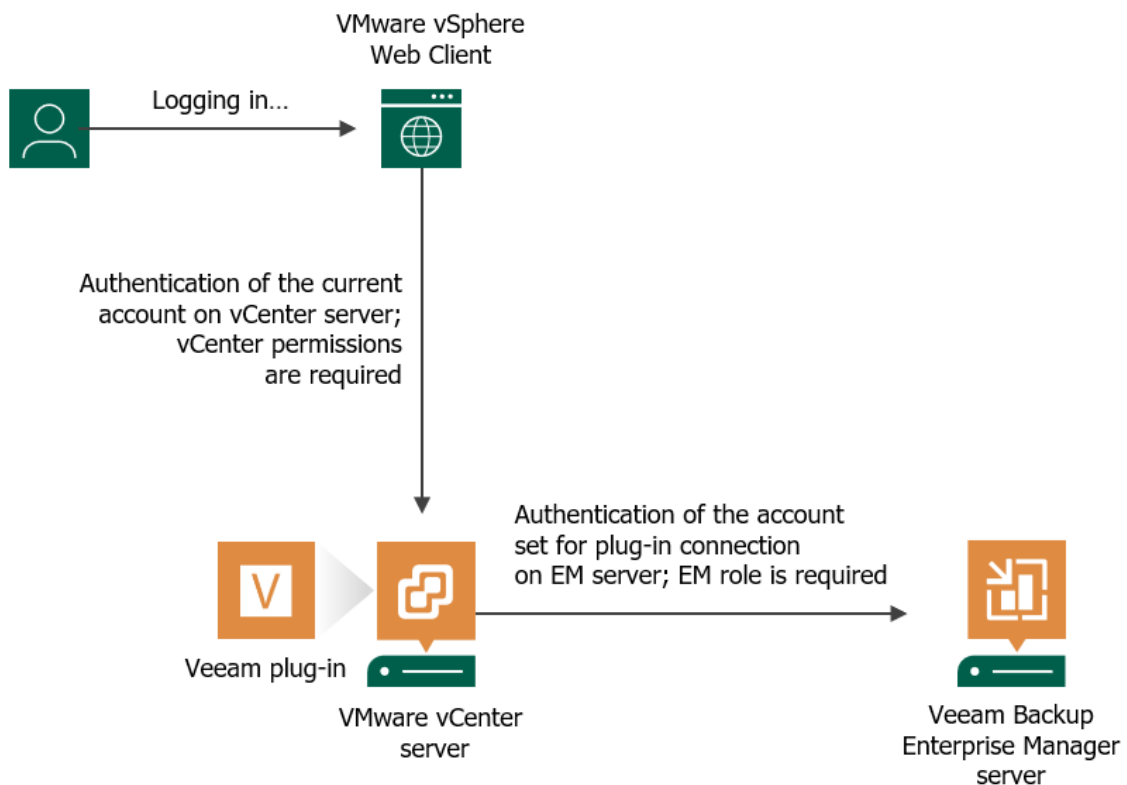 VMware vSphere
Web Client
Logging in...
Authentication of the current
account on vCenter server;
vCenter permissions
are required
Authentication of the account
set for plug-in connection
on EM server; EM role is required
V
Veeam plug-in
VMware vCenter
server
Veeam Backup
Enterprise Manager
server